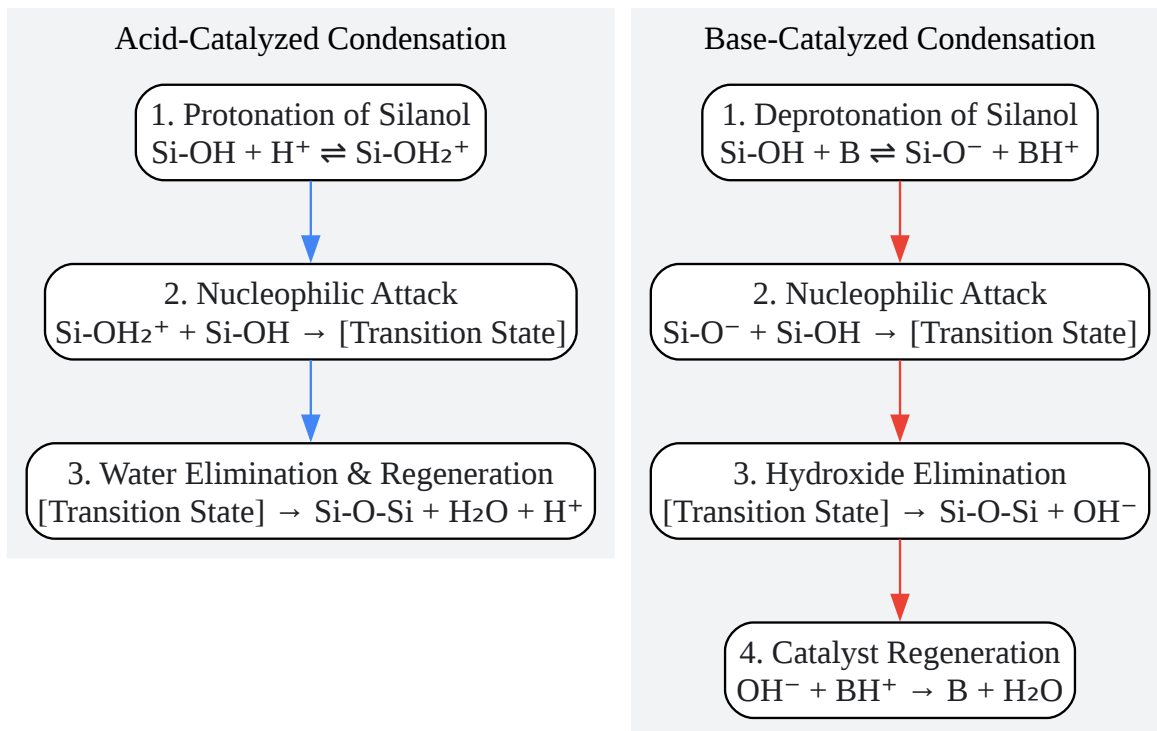 Acid-Catalyzed Condensation
1. Protonation of Silanol
Si-OH + H⁺ ⇌ Si-OH₂⁺
2. Nucleophilic Attack
Si-OH₂⁺ + Si-OH → [Transition State]
3. Water Elimination & Regeneration
[Transition State] → Si-O-Si + H₂O + H⁺
Base-Catalyzed Condensation
1. Deprotonation of Silanol
Si-OH + B ⇌ Si-O⁻ + BH⁺
2. Nucleophilic Attack
Si-O⁻ + Si-OH → [Transition State]
3. Hydroxide Elimination
[Transition State] → Si-O-Si + OH⁻
4. Catalyst Regeneration
OH⁻ + BH⁺ → B + H₂O